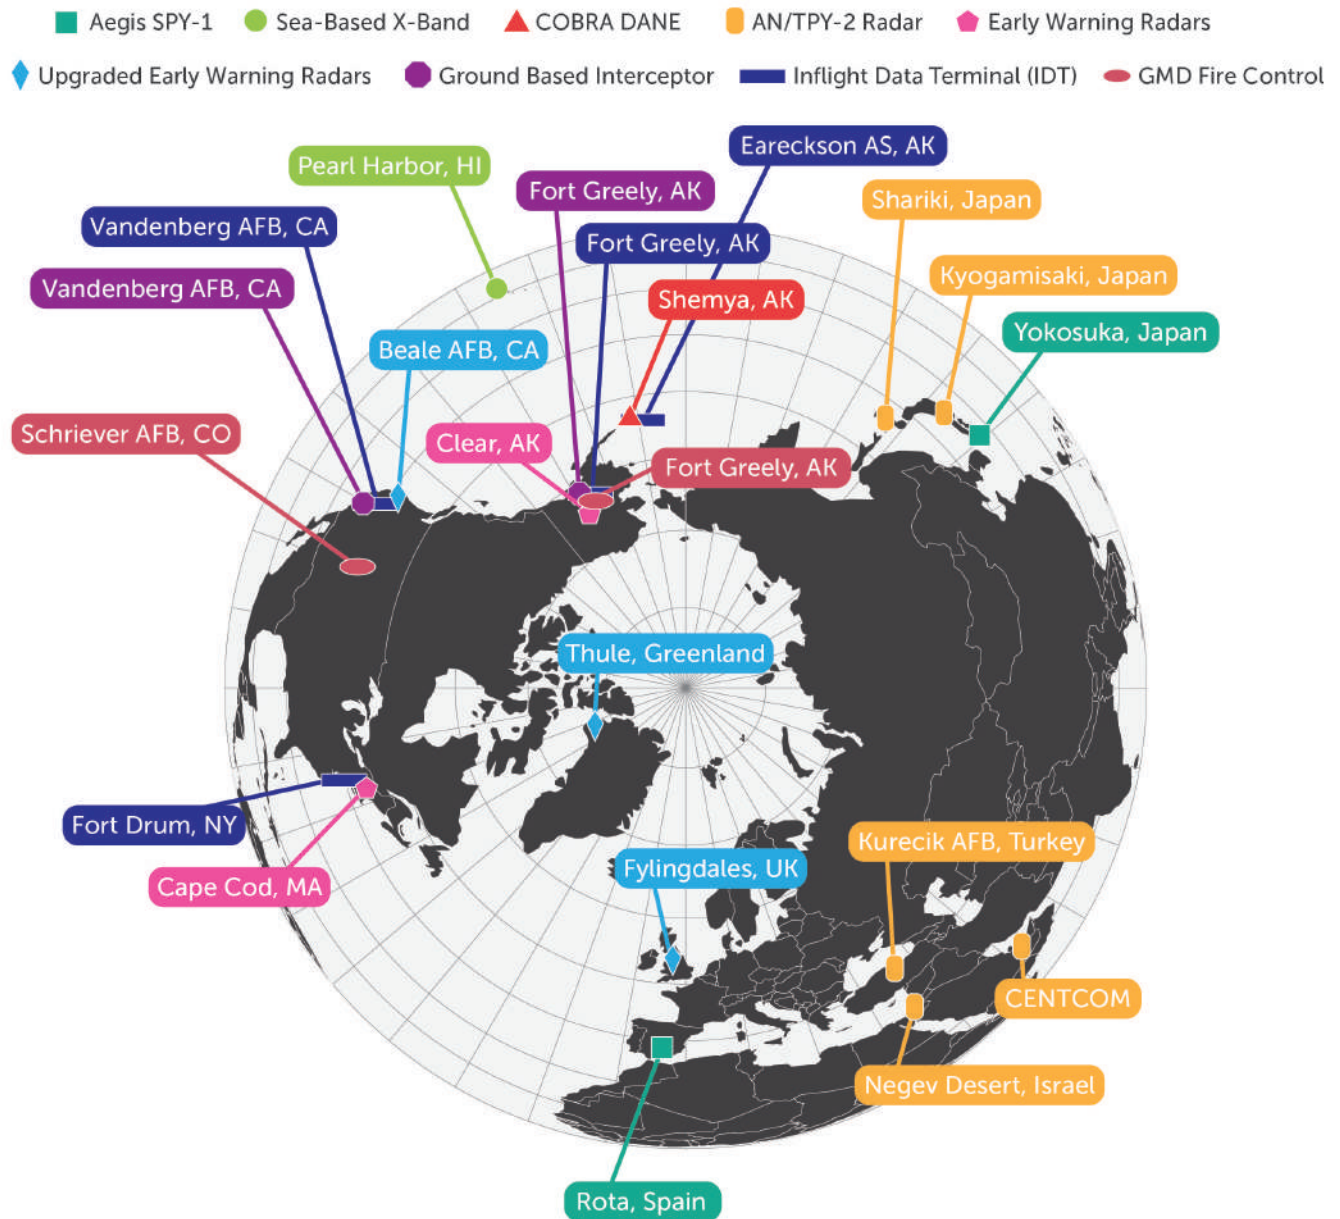 Aegis SPY-1 Sea-Based X-Band COBRA DANE AN/TPY-2 Radar Early Warning Radars
Upgraded Early Warning Radars Ground Based Interceptor Inflight Data Terminal (IDT) GMD Fire Control
Eareckson AS, AK
Pearl Harbor, HI
Fort Greely, AK
Shariki, Japan
Vandenberg AFB, CA
Fort Greely, AK
Kyogamisaki, Japan
Vandenberg AFB, CA
Shemya, AK
Yokosuka, Japan
Beale AFB, CA
Schriever AFB, CO
Clear, AK
Fort Greely, AK
Thule, Greenland
Fort Drum, NY
Kurecik AFB, Turkey
Fylingdales, UK
Cape Cod, MA
CENTCOM
Negev Desert, Israel
Rota, Spain